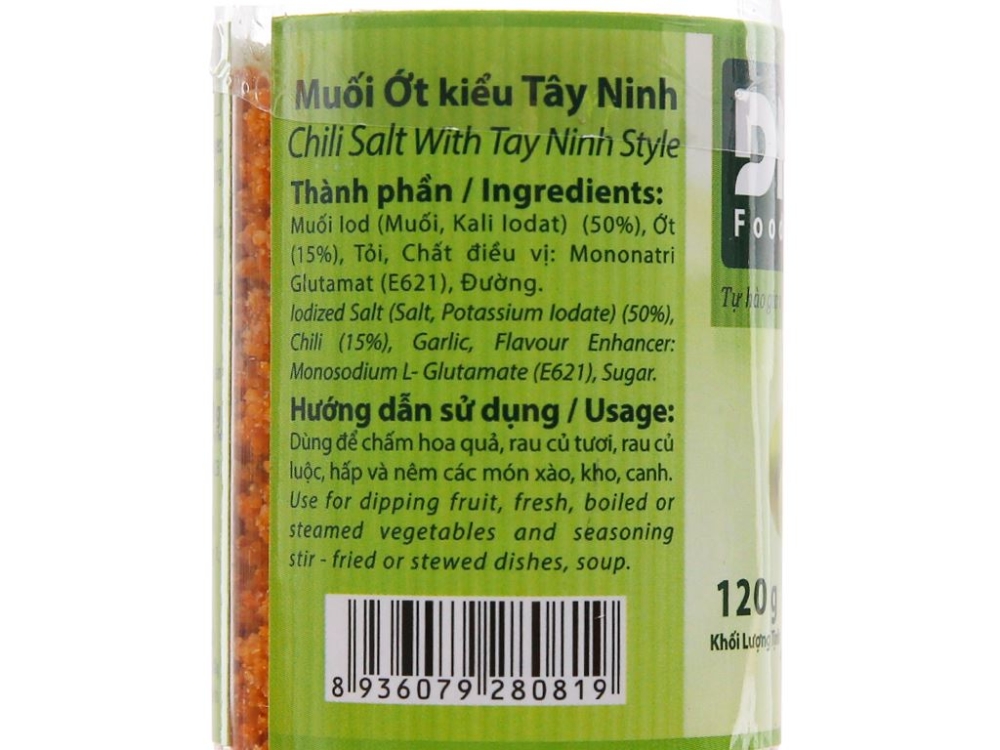 Muối Ớt kiểu Tây Ninh
Chili Salt With Tay Ninh Style
Thành phần / Ingredients:
Muối Iod (Muối, Kali Iodat) (50%), Ớt
(15%), Tỏi, Chất điều vị: Mononatri
Glutamat (E621), Đường.
Iodized Salt (Salt, Potassium Iodate) (50%),
Chili (15%), Garlic, Flavour Enhancer:
Monosodium L- Glutamate (E621), Sugar.
Hướng dẫn sử dụng / Usage:
Dùng để chấm hoa quả, rau củ tươi, rau củ
luộc, hấp và nêm các món xào, kho, canh.
Use for dipping fruit, fresh, boiled or
steamed vegetables and seasoning
stir - fried or stewed dishes, soup.
8 936079 280819
Tự hào
120g
Khối Lượng